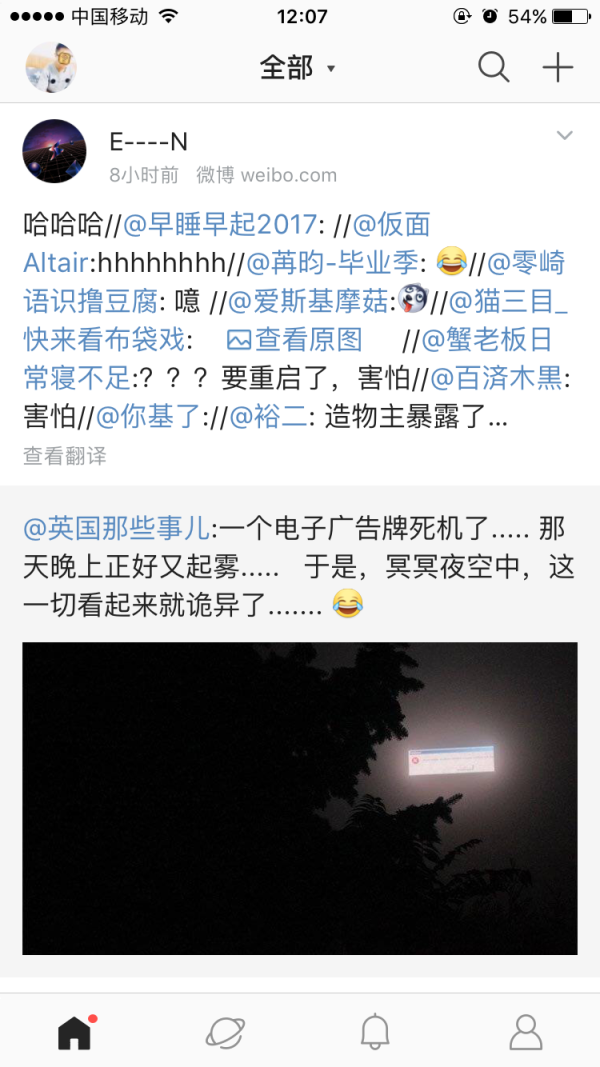 中国移动 12:07 54%
全部
E----N
8小时前 微博 weibo.com
哈哈哈//@早睡早起2017: //@仮面
Altair:hhhhhhhh//@苒昀-毕业季: 😂//@零崎
语识撸豆腐: 噫 //@爱斯基摩菇://@猫三目_
快来看布袋戏: 查看原图 //@蟹老板日
常寝不足:？？？要重启了，害怕//@百済木黒:
害怕//@你基了://@裕二: 造物主暴露了...
查看翻译
@英国那些事儿:一个电子广告牌死机了..... 那
天晚上正好又起雾..... 于是，冥冥夜空中，这
一切看起来就诡异了....... 😂